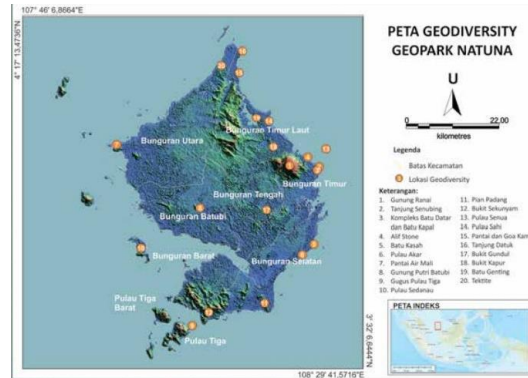 107° 46' 6,8664" E
4° 17' 13,4736" N
PETA GEODIVERSITY
GEOPARK NATUNA
U
0
22,00
kilometres
Legenda
Batas Kecamatan
Lokasi Geodiversity
Keterangan:
1. Gunung Ranai
2. Tanjung Senubing
3. Kompleks Batu Datar
dan Batu Kapal
4. Alif Stone
5. Batu Kasah
6. Pulau Akar
7. Pantai Air Mali
8. Gunung Putri Batubi
9. Gugus Pulau Tiga
10. Pulau Sedanau
11. Pian Padang
12. Bukit Sekunyam
13. Pulau Senua
14. Pulau Sahi
15. Pantai dan Goa Kam
16. Tanjung Datuk
17. Bukit Gundul
18. Bukit Kapur
19. Batu Genting
20. Tektite
PETA INDEKS
Bunguran Utara
Bunguran Timur Laut
Bunguran Tengah
Bunguran Timur
Bunguran Batubi
Bunguran Barat
Bunguran Selatan
Pulau Tiga
Barat
Pulau Tiga
3° 32' 6,6444" N
108° 29' 41,5716" E